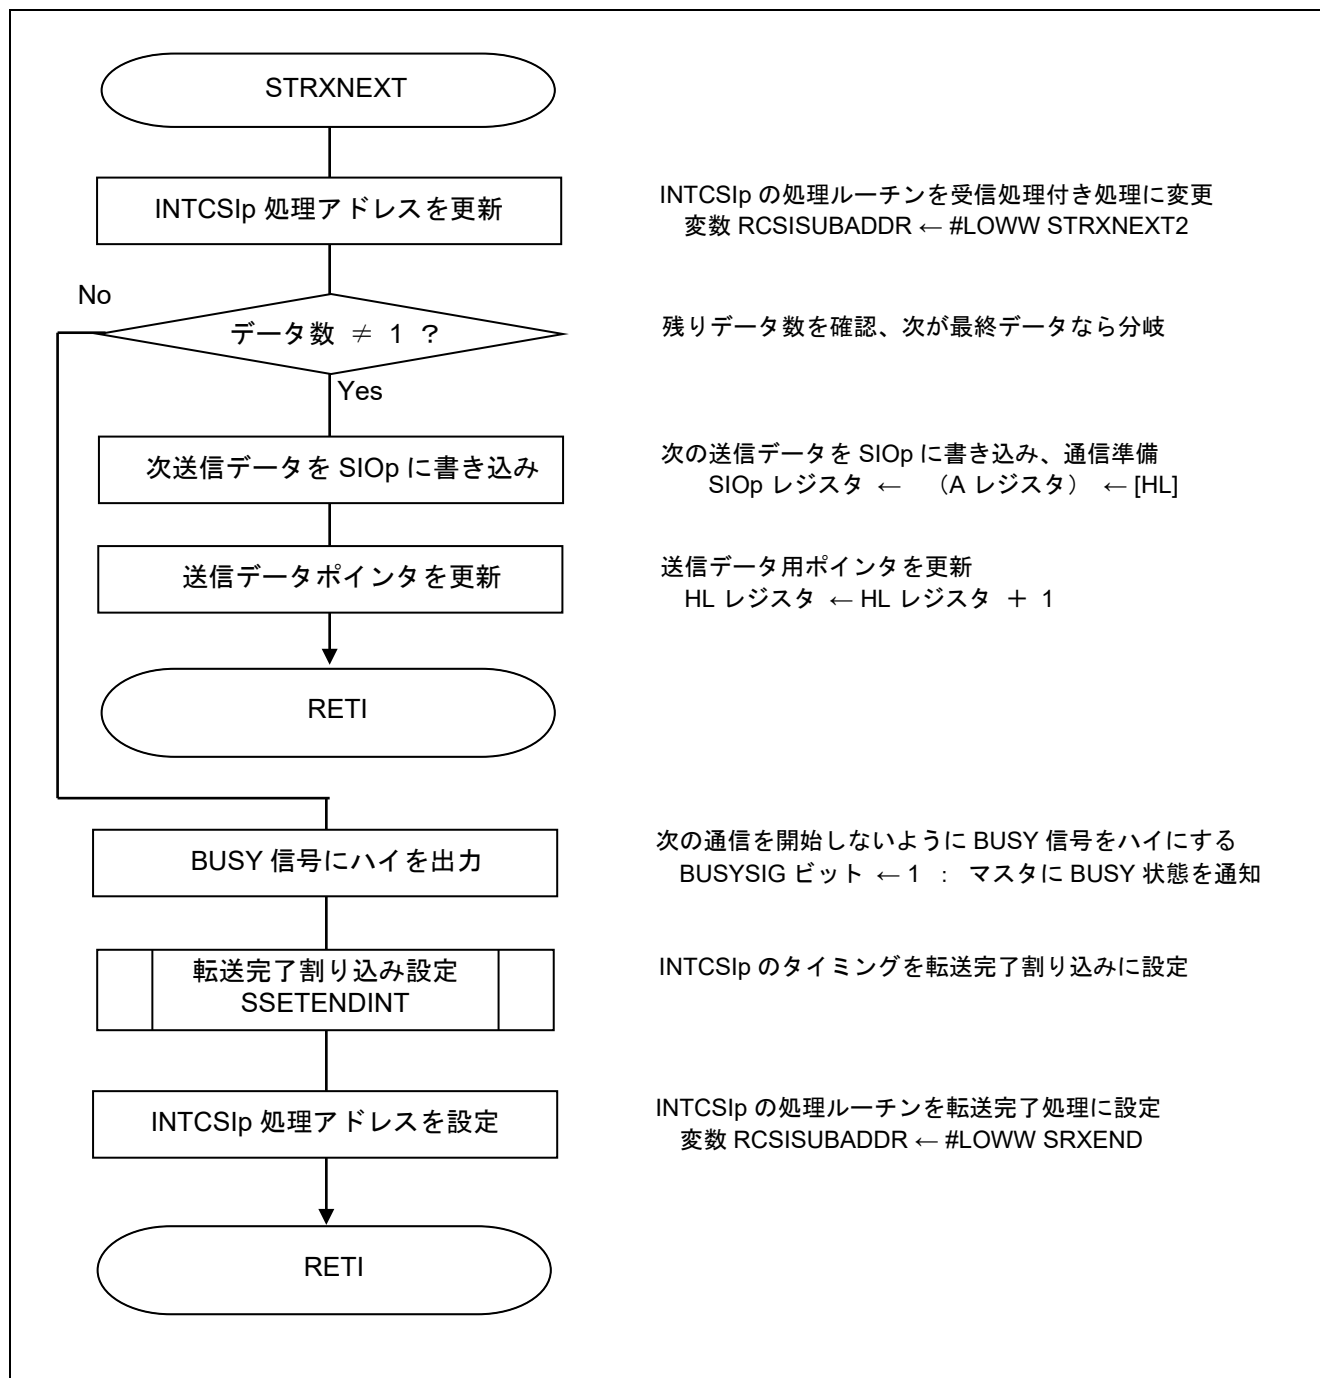 STRXNEXT
INTCSIp 処理アドレスを更新
INTCSIp の処理ルーチンを受信処理付き処理に変更
変数 RCSISUBADDR ← #LOWW STRXNEXT2
No
データ数 ≠ 1 ？
残りデータ数を確認、次が最終データなら分岐
Yes
次送信データを SIOp に書き込み
次の送信データを SIOp に書き込み、通信準備
SIOp レジスタ ← （A レジスタ） ← [HL]
送信データポインタを更新
送信データ用ポインタを更新
HL レジスタ ← HL レジスタ ＋ 1
RETI
BUSY 信号にハイを出力
次の通信を開始しないように BUSY 信号をハイにする
BUSYSIG ビット ← 1 ： マスタに BUSY 状態を通知
転送完了割り込み設定
SSETENDINT
INTCSIp のタイミングを転送完了割り込みに設定
INTCSIp 処理アドレスを設定
INTCSIp の処理ルーチンを転送完了処理に設定
変数 RCSISUBADDR ← #LOWW SRXEND
RETI